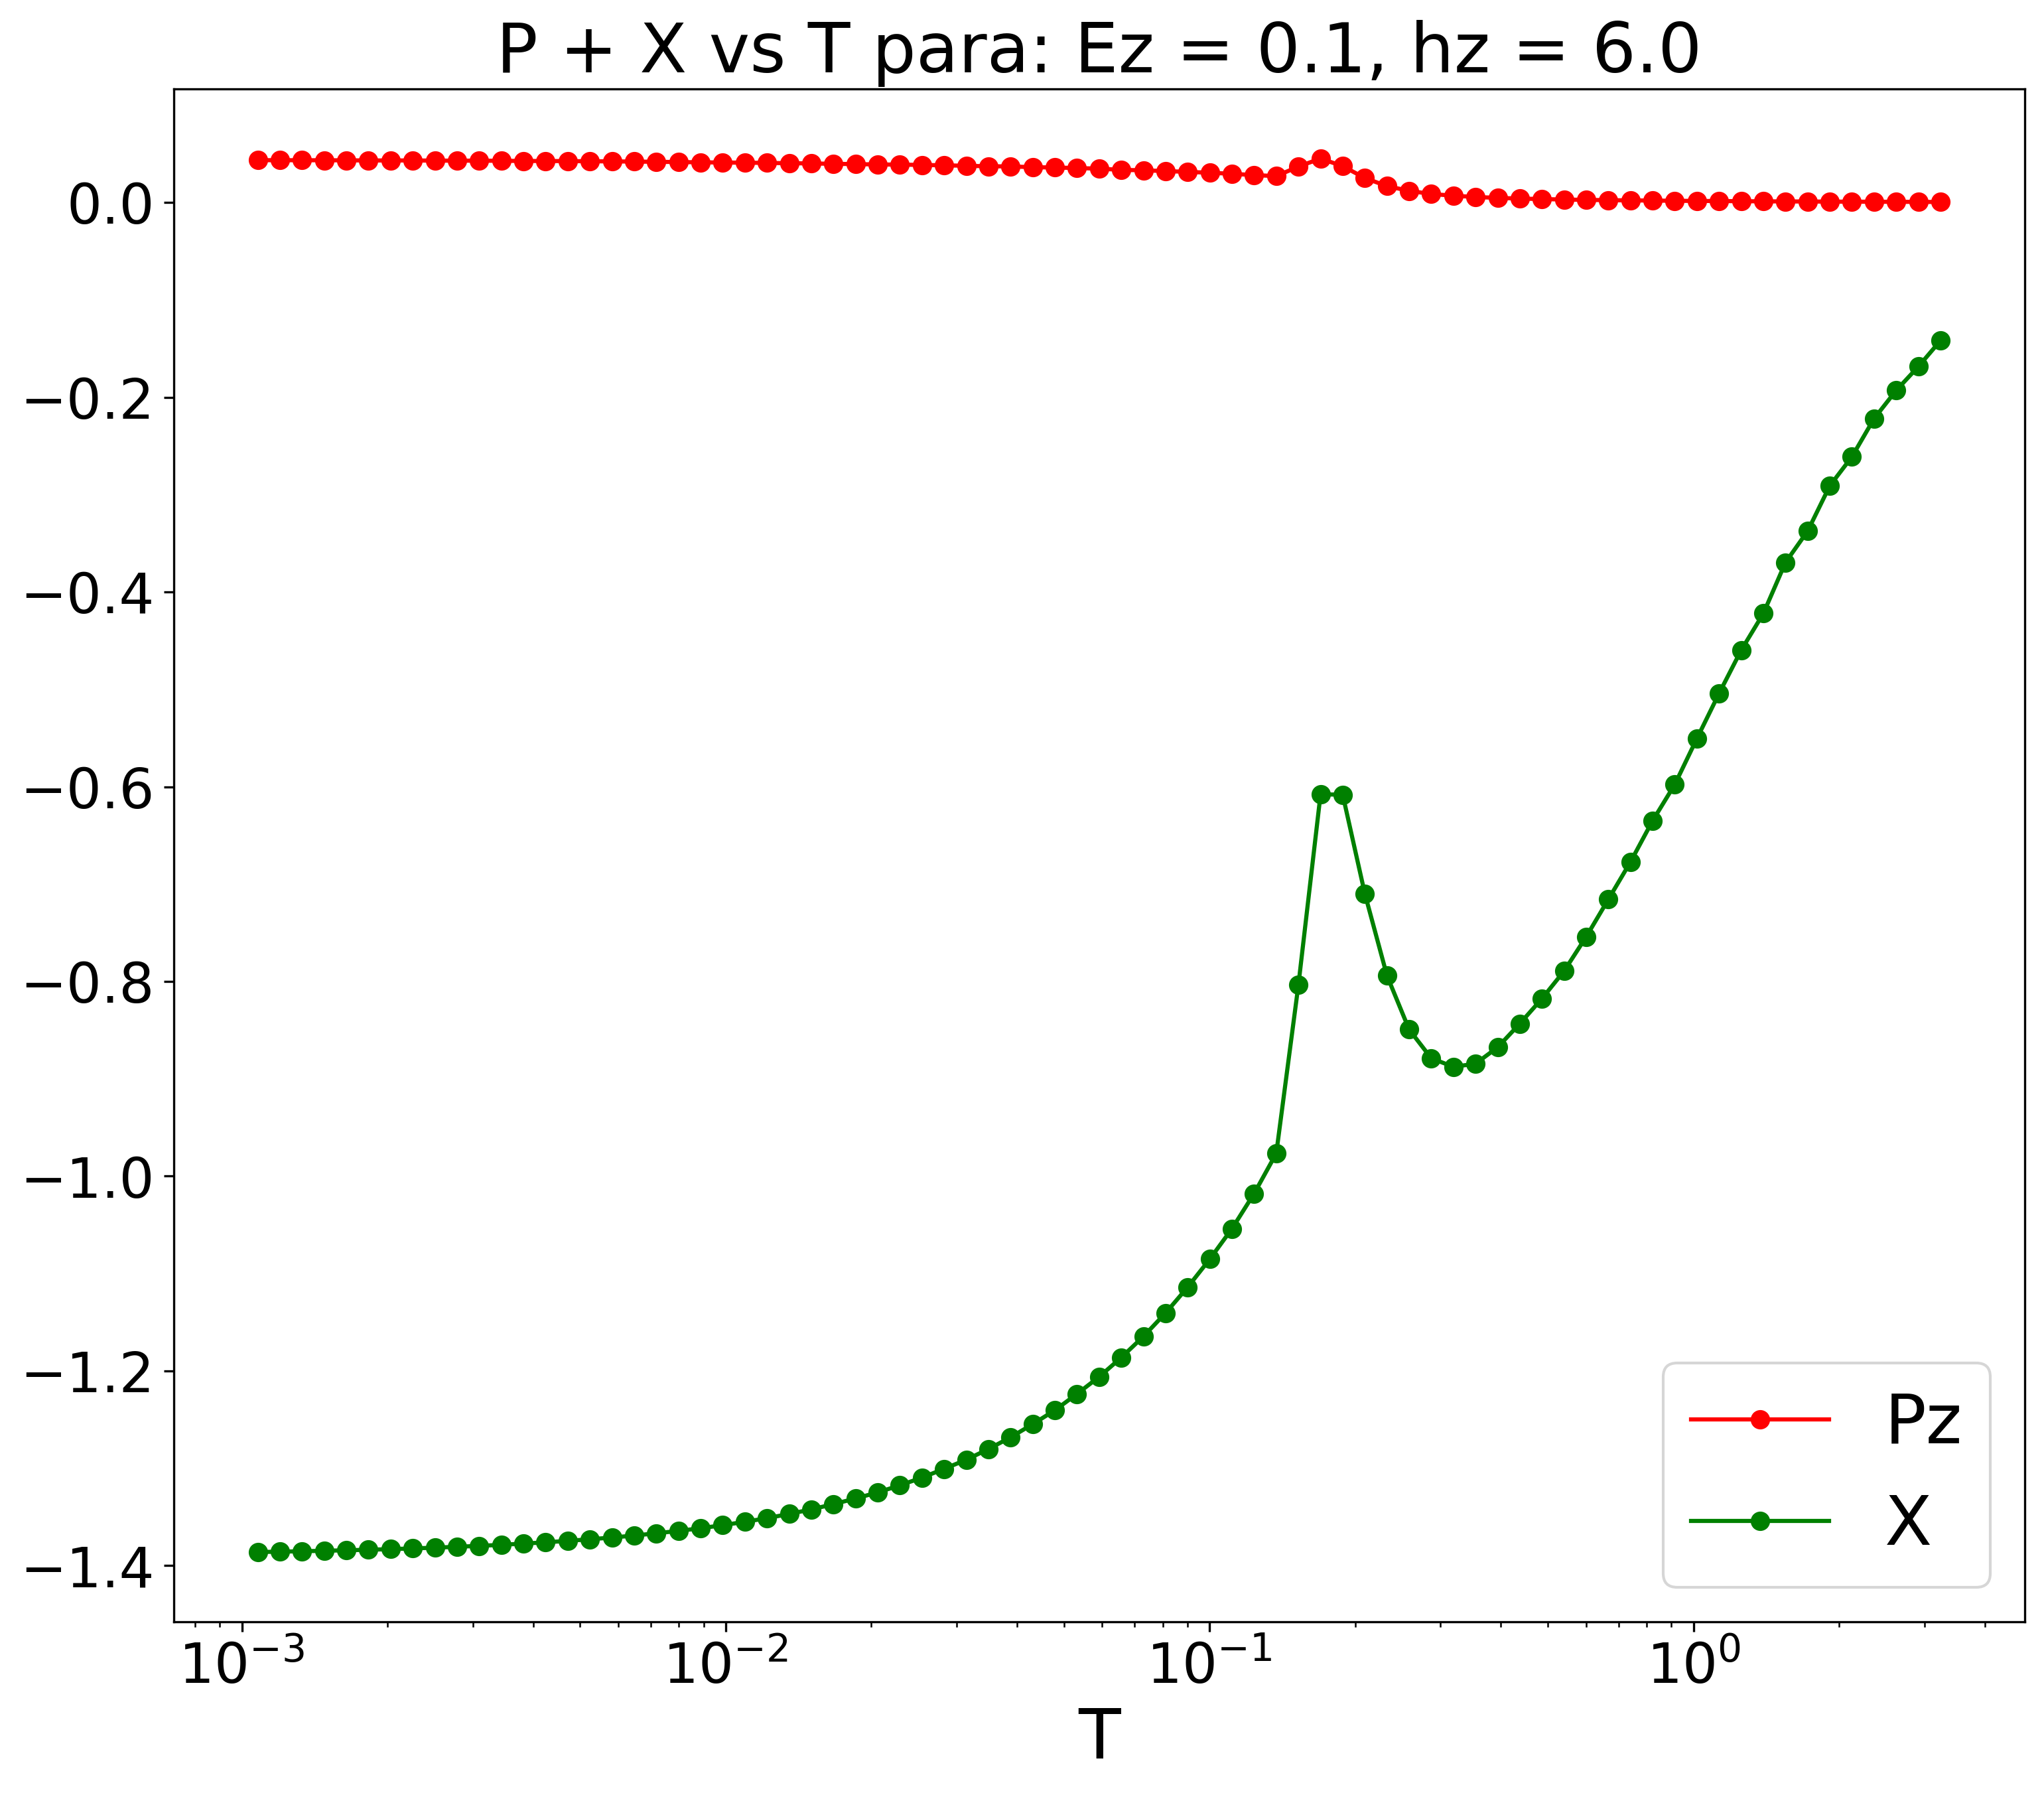 P + X vs T para: Ez = 0.1, hz = 6.0
0.0
−0.2
−0.4
−0.6
−0.8
−1.0
−1.2
−1.4
Pz
X
10⁻³ 10⁻² 10⁻¹ 10⁰
T